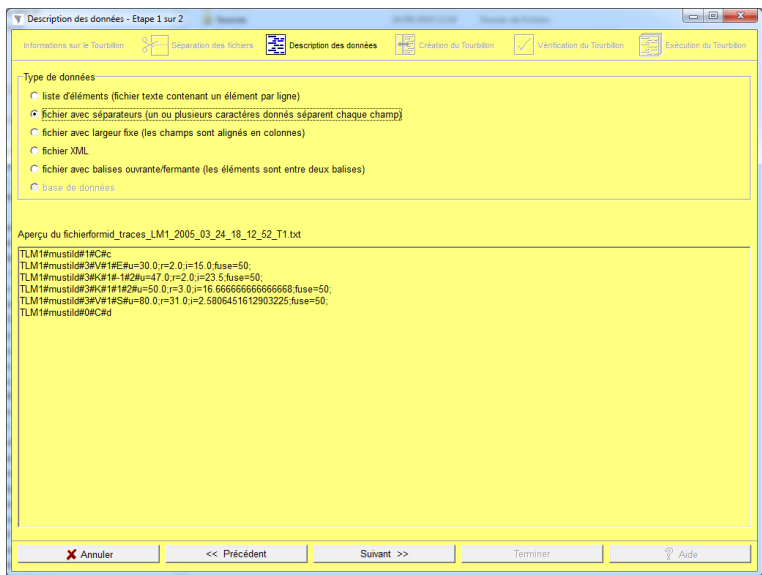 Description des données - Etape 1 sur 2
Informations sur le Tourbillon
Séparation des fichiers
Description des données
Création du Tourbillon
Vérification du Tourbillon
Exécution du Tourbillon
Type de données
liste d'éléments (fichier texte contenant un élément par ligne)
fichier avec séparateurs (un ou plusieurs caractères donnés séparent chaque champ)
fichier avec largeur fixe (les champs sont alignés en colonnes)
fichier XML
fichier avec balises ouvrante/fermante (les éléments sont entre deux balises)
base de données
Aperçu du fichierformid_traces_LM1_2005_03_24_18_12_52_T1.txt
TLM1#mustild#1#C#c
TLM1#mustild#3#V#1#E#u=30.0;r=2.0;i=15.0;fuse=50;
TLM1#mustild#3#K#1#-1#2#u=47.0;r=2.0;i=23.5;fuse=50;
TLM1#mustild#3#K#1#1#2#u=50.0;r=3.0;i=16.666666666666668;fuse=50;
TLM1#mustild#3#V#1#S#u=80.0;r=31.0;i=2.5806451612903225;fuse=50;
TLM1#mustild#0#C#d
Annuler
<< Précédent
Suivant >>
Terminer
Aide